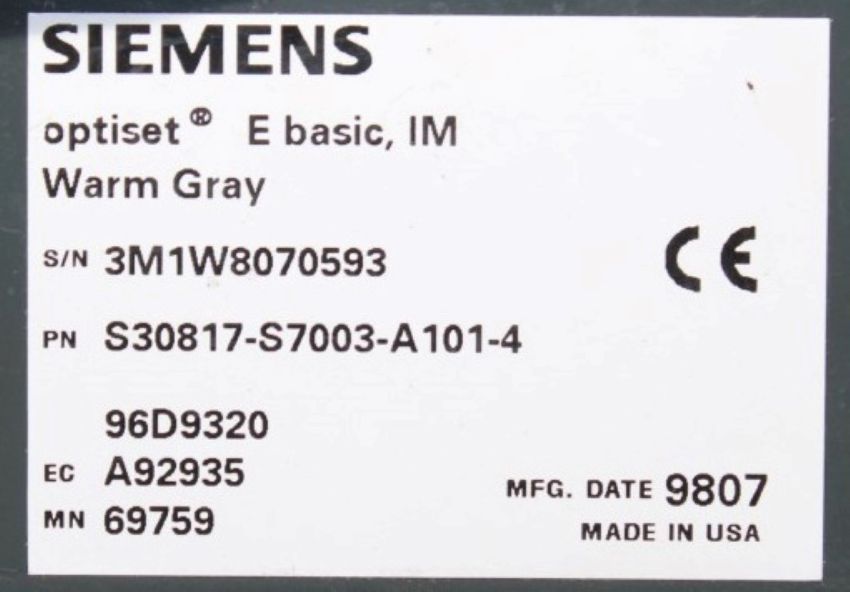 SIEMENS
optiset® E basic, IM
Warm Gray
S/N 3M1W8070593
CE
PN S30817-S7003-A101-4
96D9320
EC A92935
MN 69759
MFG. DATE 9807
MADE IN USA